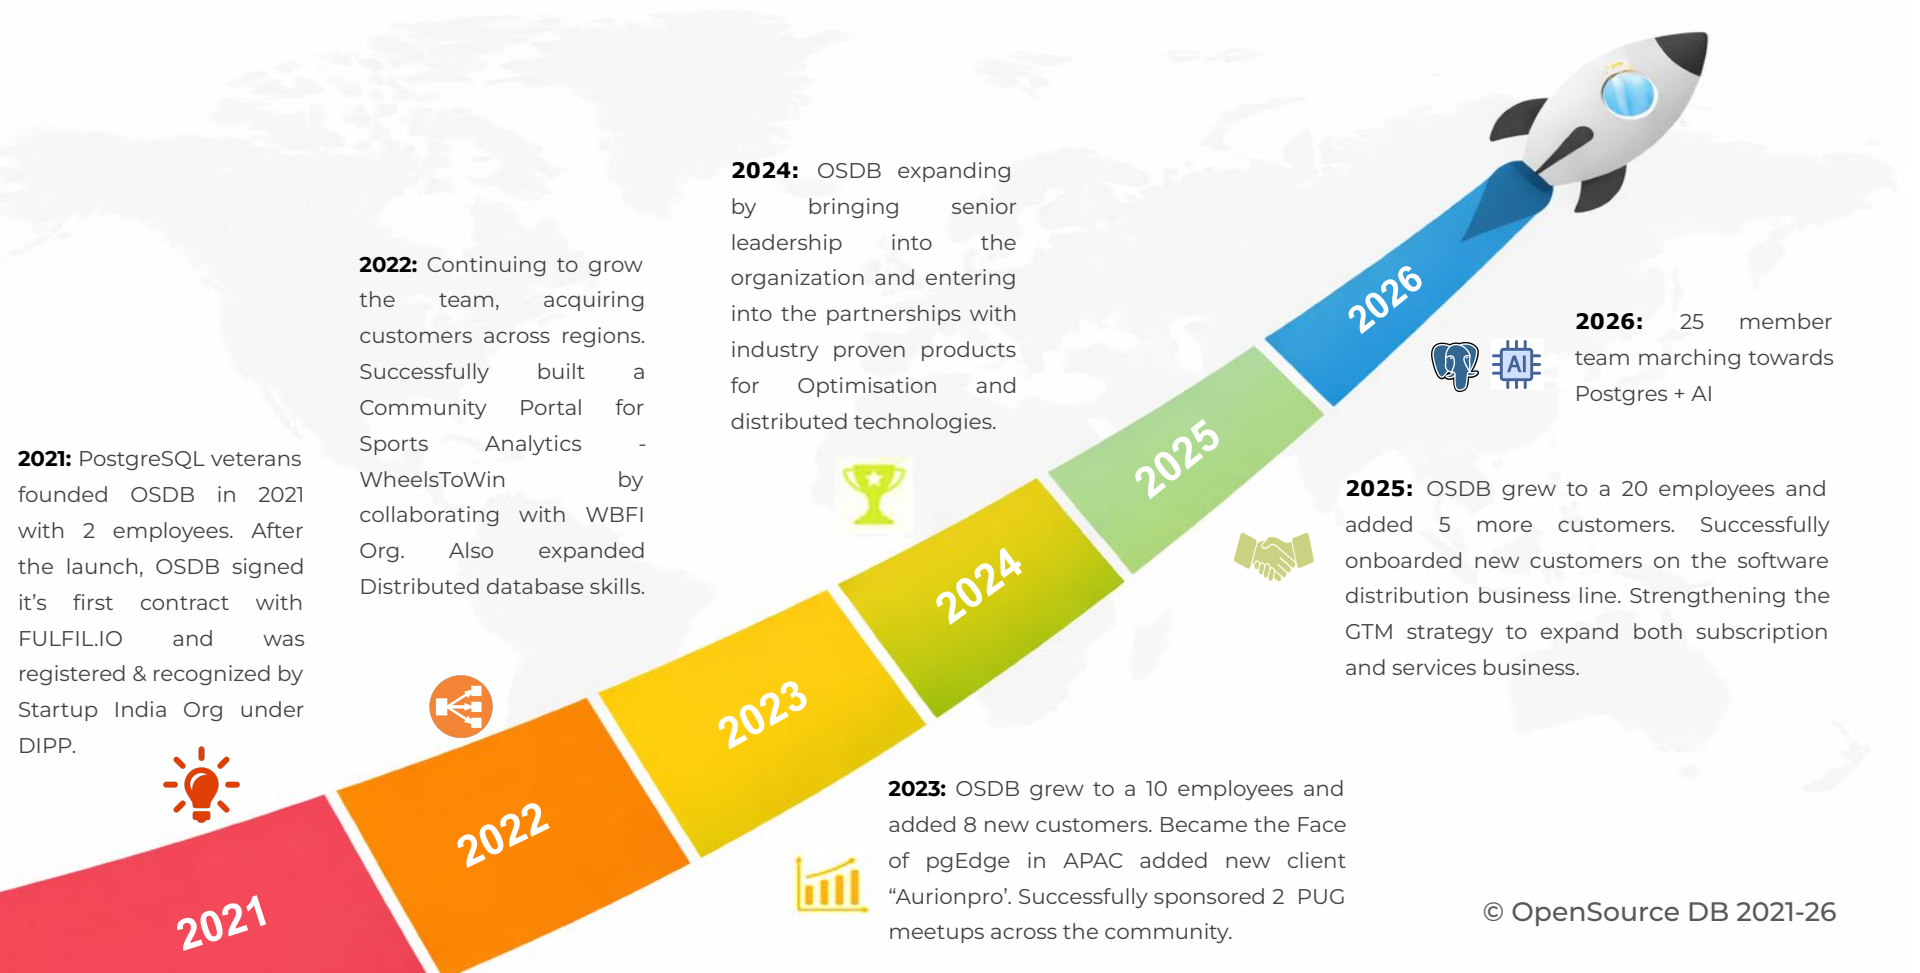 2021: PostgreSQL veterans
founded OSDB in 2021
with 2 employees. After
the launch, OSDB signed
it’s first contract with
FULFIL.IO and was
registered & recognized by
Startup India Org under
DIPP.
2022: Continuing to grow
the team, acquiring
customers across regions.
Successfully built a
Community Portal for
Sports Analytics -
WheelsToWin by
collaborating with WBFI
Org. Also expanded
Distributed database skills.
2024: OSDB expanding
by bringing senior
leadership into the
organization and entering
into the partnerships with
industry proven products
for Optimisation and
distributed technologies.
2026: 25 member
team marching towards
Postgres + AI
AI
2025: OSDB grew to a 20 employees and
added 5 more customers. Successfully
onboarded new customers on the software
distribution business line. Strengthening the
GTM strategy to expand both subscription
and services business.
2023: OSDB grew to a 10 employees and
added 8 new customers. Became the Face
of pgEdge in APAC added new client
“Aurionpro’. Successfully sponsored 2 PUG
meetups across the community.
2021
2022
2023
2024
2025
2026
© OpenSource DB 2021-26